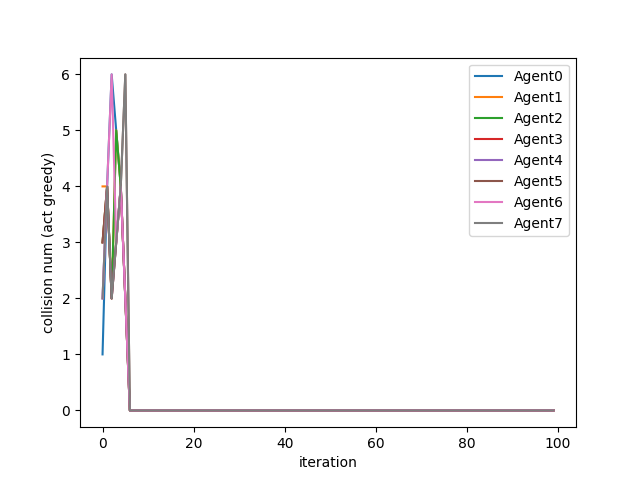 6
5
4
3
2
1
0
collision num (act greedy)
0 20 40 60 80 100
iteration
Agent0
Agent1
Agent2
Agent3
Agent4
Agent5
Agent6
Agent7